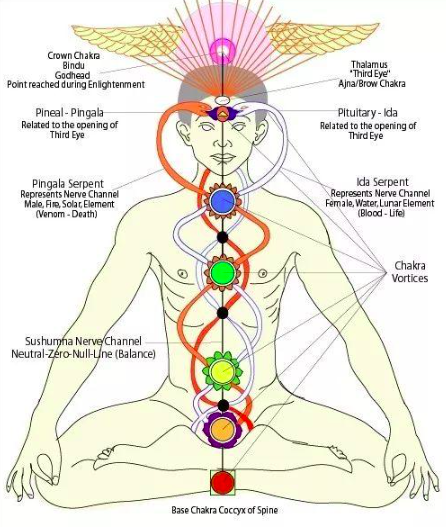 Crown Chakra
Bindu
Godhead
Point reached during Enlightenment
Thalamus
"Third Eye"
Ajna/Brow Chakra
Pineal - Pingala
Related to the opening of
Third Eye
Pituitary - Ida
Related to the opening of
Third Eye
Pingala Serpent
Represents Nerve Channel
Male, Fire, Solar, Element
(Venom - Death)
Ida Serpent
Represents Nerve Channel
Female, Water, Lunar Element
(Blood - Life)
Chakra
Vortices
Sushumna Nerve Channel
Neutral-Zero-Null-Line (Balance)
Base Chakra Coccyx of Spine